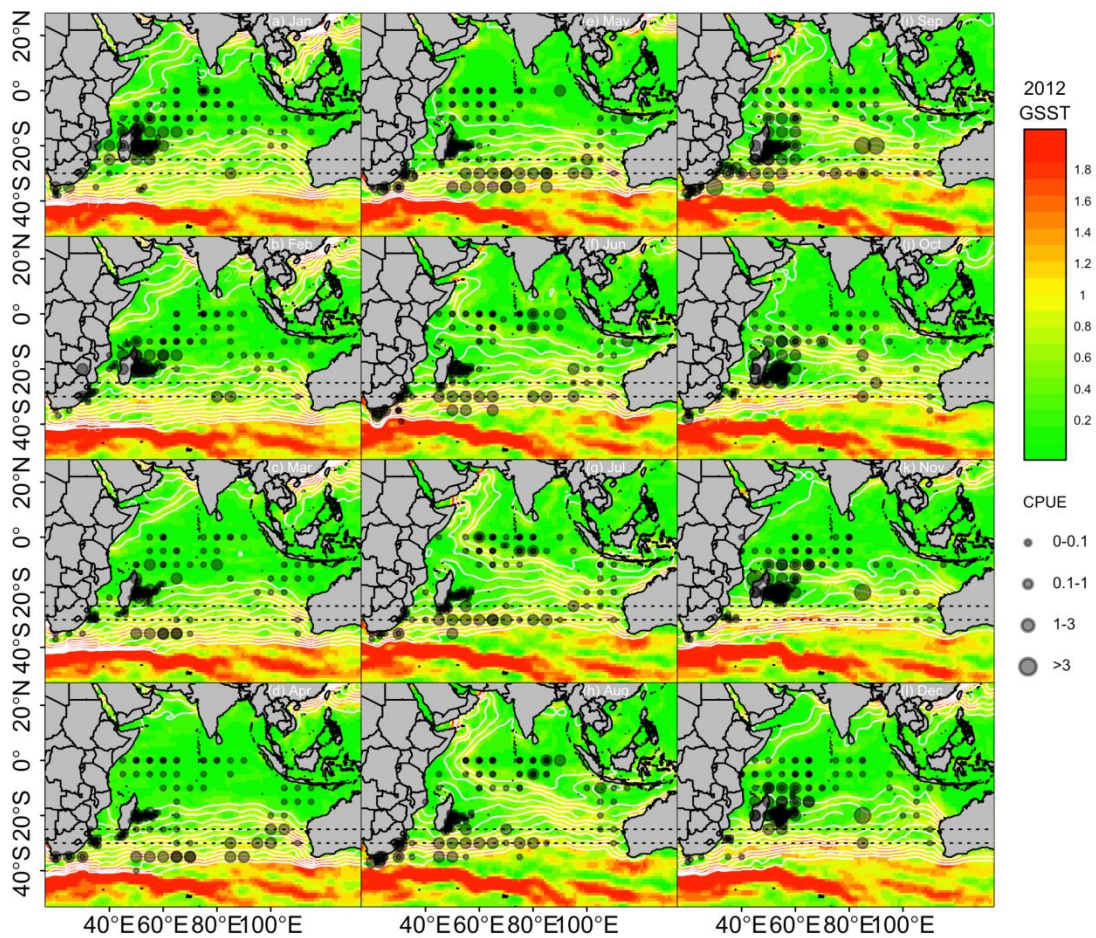 (a) Jan
(e) May
(i) Sep
(b) Feb
(f) Jun
(j) Oct
(c) Mar
(g) Jul
(k) Nov
(d) Apr
(h) Aug
(l) Dec
20°N
0°
20°S
40°S
20°N
0°
20°S
40°S
20°N
0°
20°S
40°S
20°N
0°
20°S
40°S
40°E
60°E
80°E
100°E
40°E
60°E
80°E
100°E
40°E
60°E
80°E
100°E
2012
GSST
1.8
1.6
1.4
1.2
1
0.8
0.6
0.4
0.2
CPUE
0-0.1
0.1-1
1-3
>3